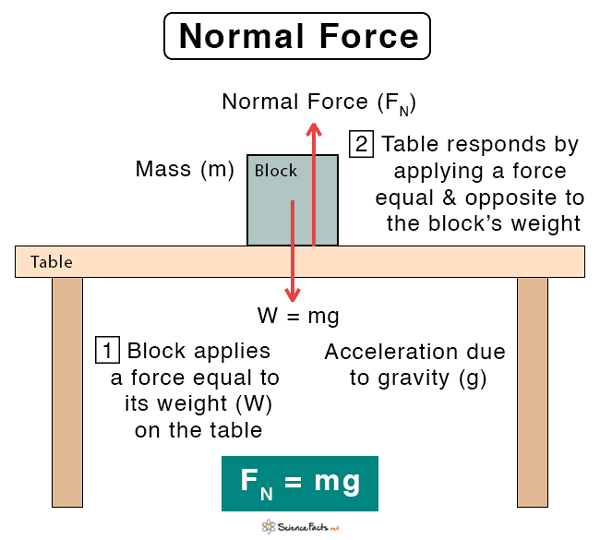 Normal Force
Normal Force (F_N)
2 Table responds by
applying a force
equal & opposite to
the block’s weight
Mass (m)
Block
Table
W = mg
1 Block applies
a force equal to
its weight (W)
on the table
Acceleration due
to gravity (g)
F_N = mg
ScienceFacts.net